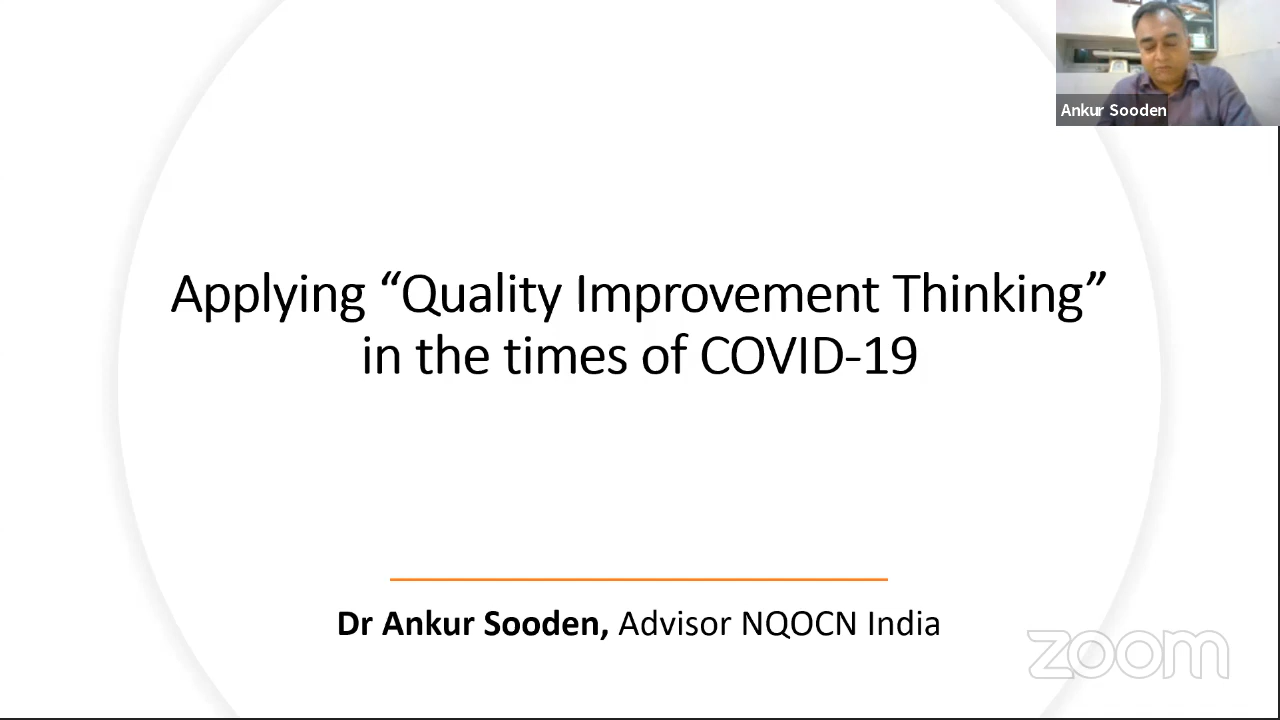 Ankur Sooden
Applying “Quality Improvement Thinking”
in the times of COVID-19
Dr Ankur Sooden, Advisor NQOCN India
zoom